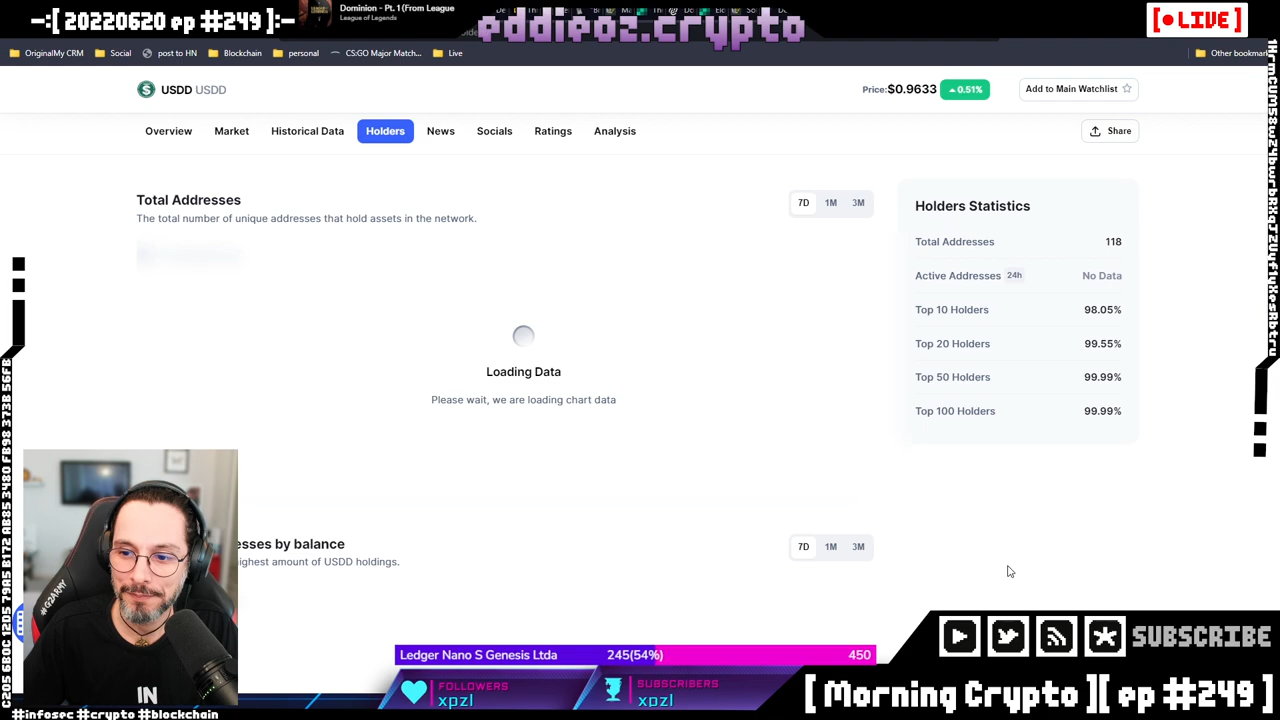 -:[ 20220620 ep #249 ]:-
Dominion - Pt. 1 (From League
League of Legends
eddieoz.crypto
[ LIVE ]
OriginalMy CRM
Social
post to HN
Blockchain
personal
CS:GO Major Match...
Live
Other bookmar
USDD USDD
Price:$0.9633
0.51%
Add to Main Watchlist
Overview
Market
Historical Data
Holders
News
Socials
Ratings
Analysis
Share
Total Addresses
The total number of unique addresses that hold assets in the network.
7D 1M 3M
Loading Data
Please wait, we are loading chart data
Holders Statistics
Total Addresses 118
Active Addresses 24h No Data
Top 10 Holders 98.05%
Top 20 Holders 99.55%
Top 50 Holders 99.99%
Top 100 Holders 99.99%
esses by balance
ighest amount of USDD holdings.
7D 1M 3M
#G2ARMY
IN
Ledger Nano S Genesis Ltda 245(54%) 450
FOLLOWERS
xpzl
SUBSCRIBERS
xpzl
SUBSCRIBE
[ Morning Crypto ][ ep #249 ]
#infosec #crypto #blockchain